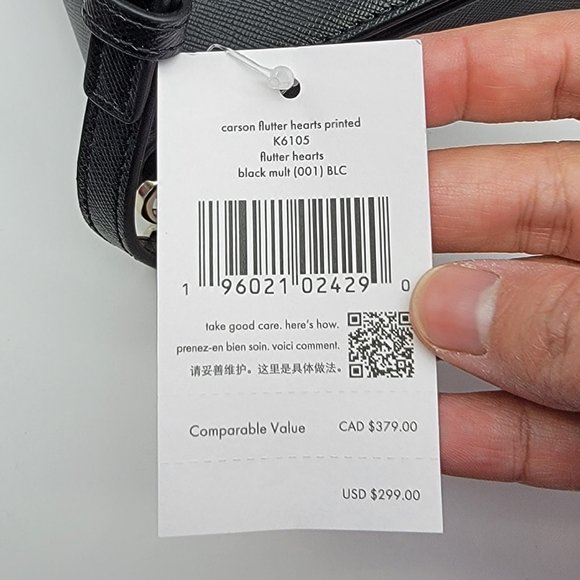 carson flutter hearts printed
K6105
flutter hearts
black mult (001) BLC
1 96021 02429 0
take good care. here's how.
prenez-en bien soin. voici comment.
请妥善维护。这里是具体做法。
Comparable Value CAD $379.00
USD $299.00